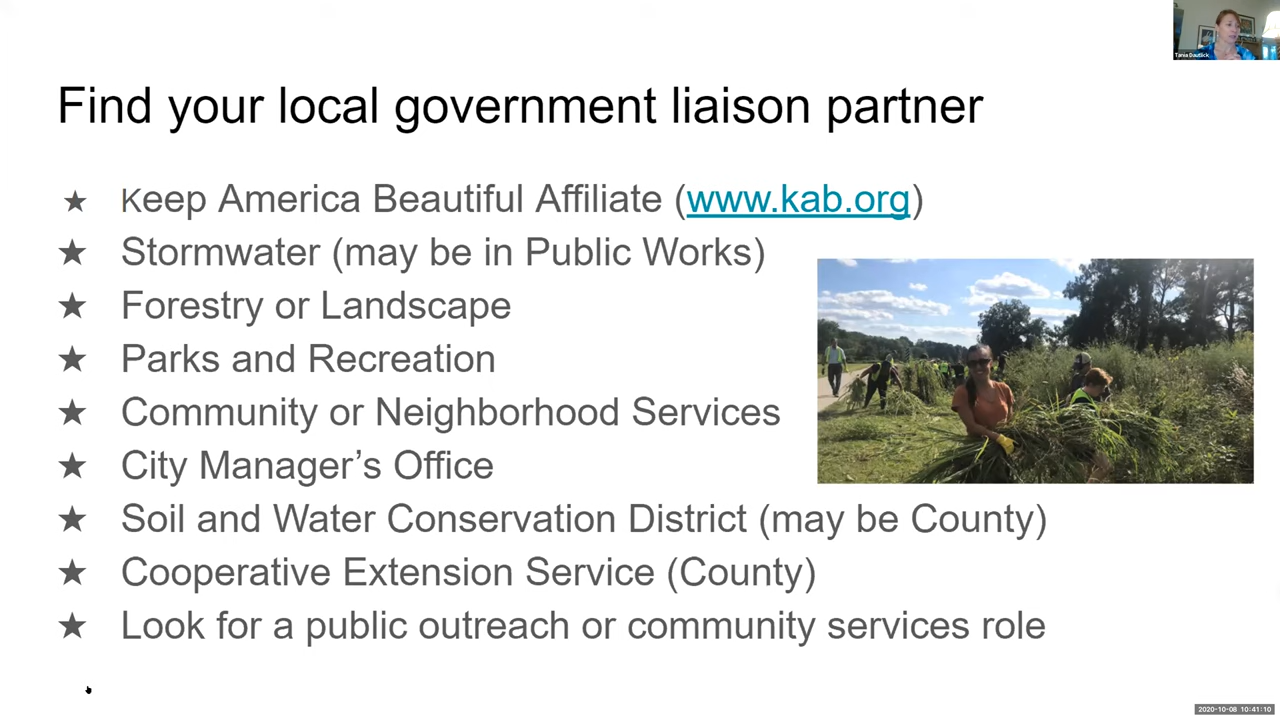 Tania Dautlick
Find your local government liaison partner
★ Keep America Beautiful Affiliate (www.kab.org)
★ Stormwater (may be in Public Works)
★ Forestry or Landscape
★ Parks and Recreation
★ Community or Neighborhood Services
★ City Manager’s Office
★ Soil and Water Conservation District (may be County)
★ Cooperative Extension Service (County)
★ Look for a public outreach or community services role
2020-10-08 10:41:10